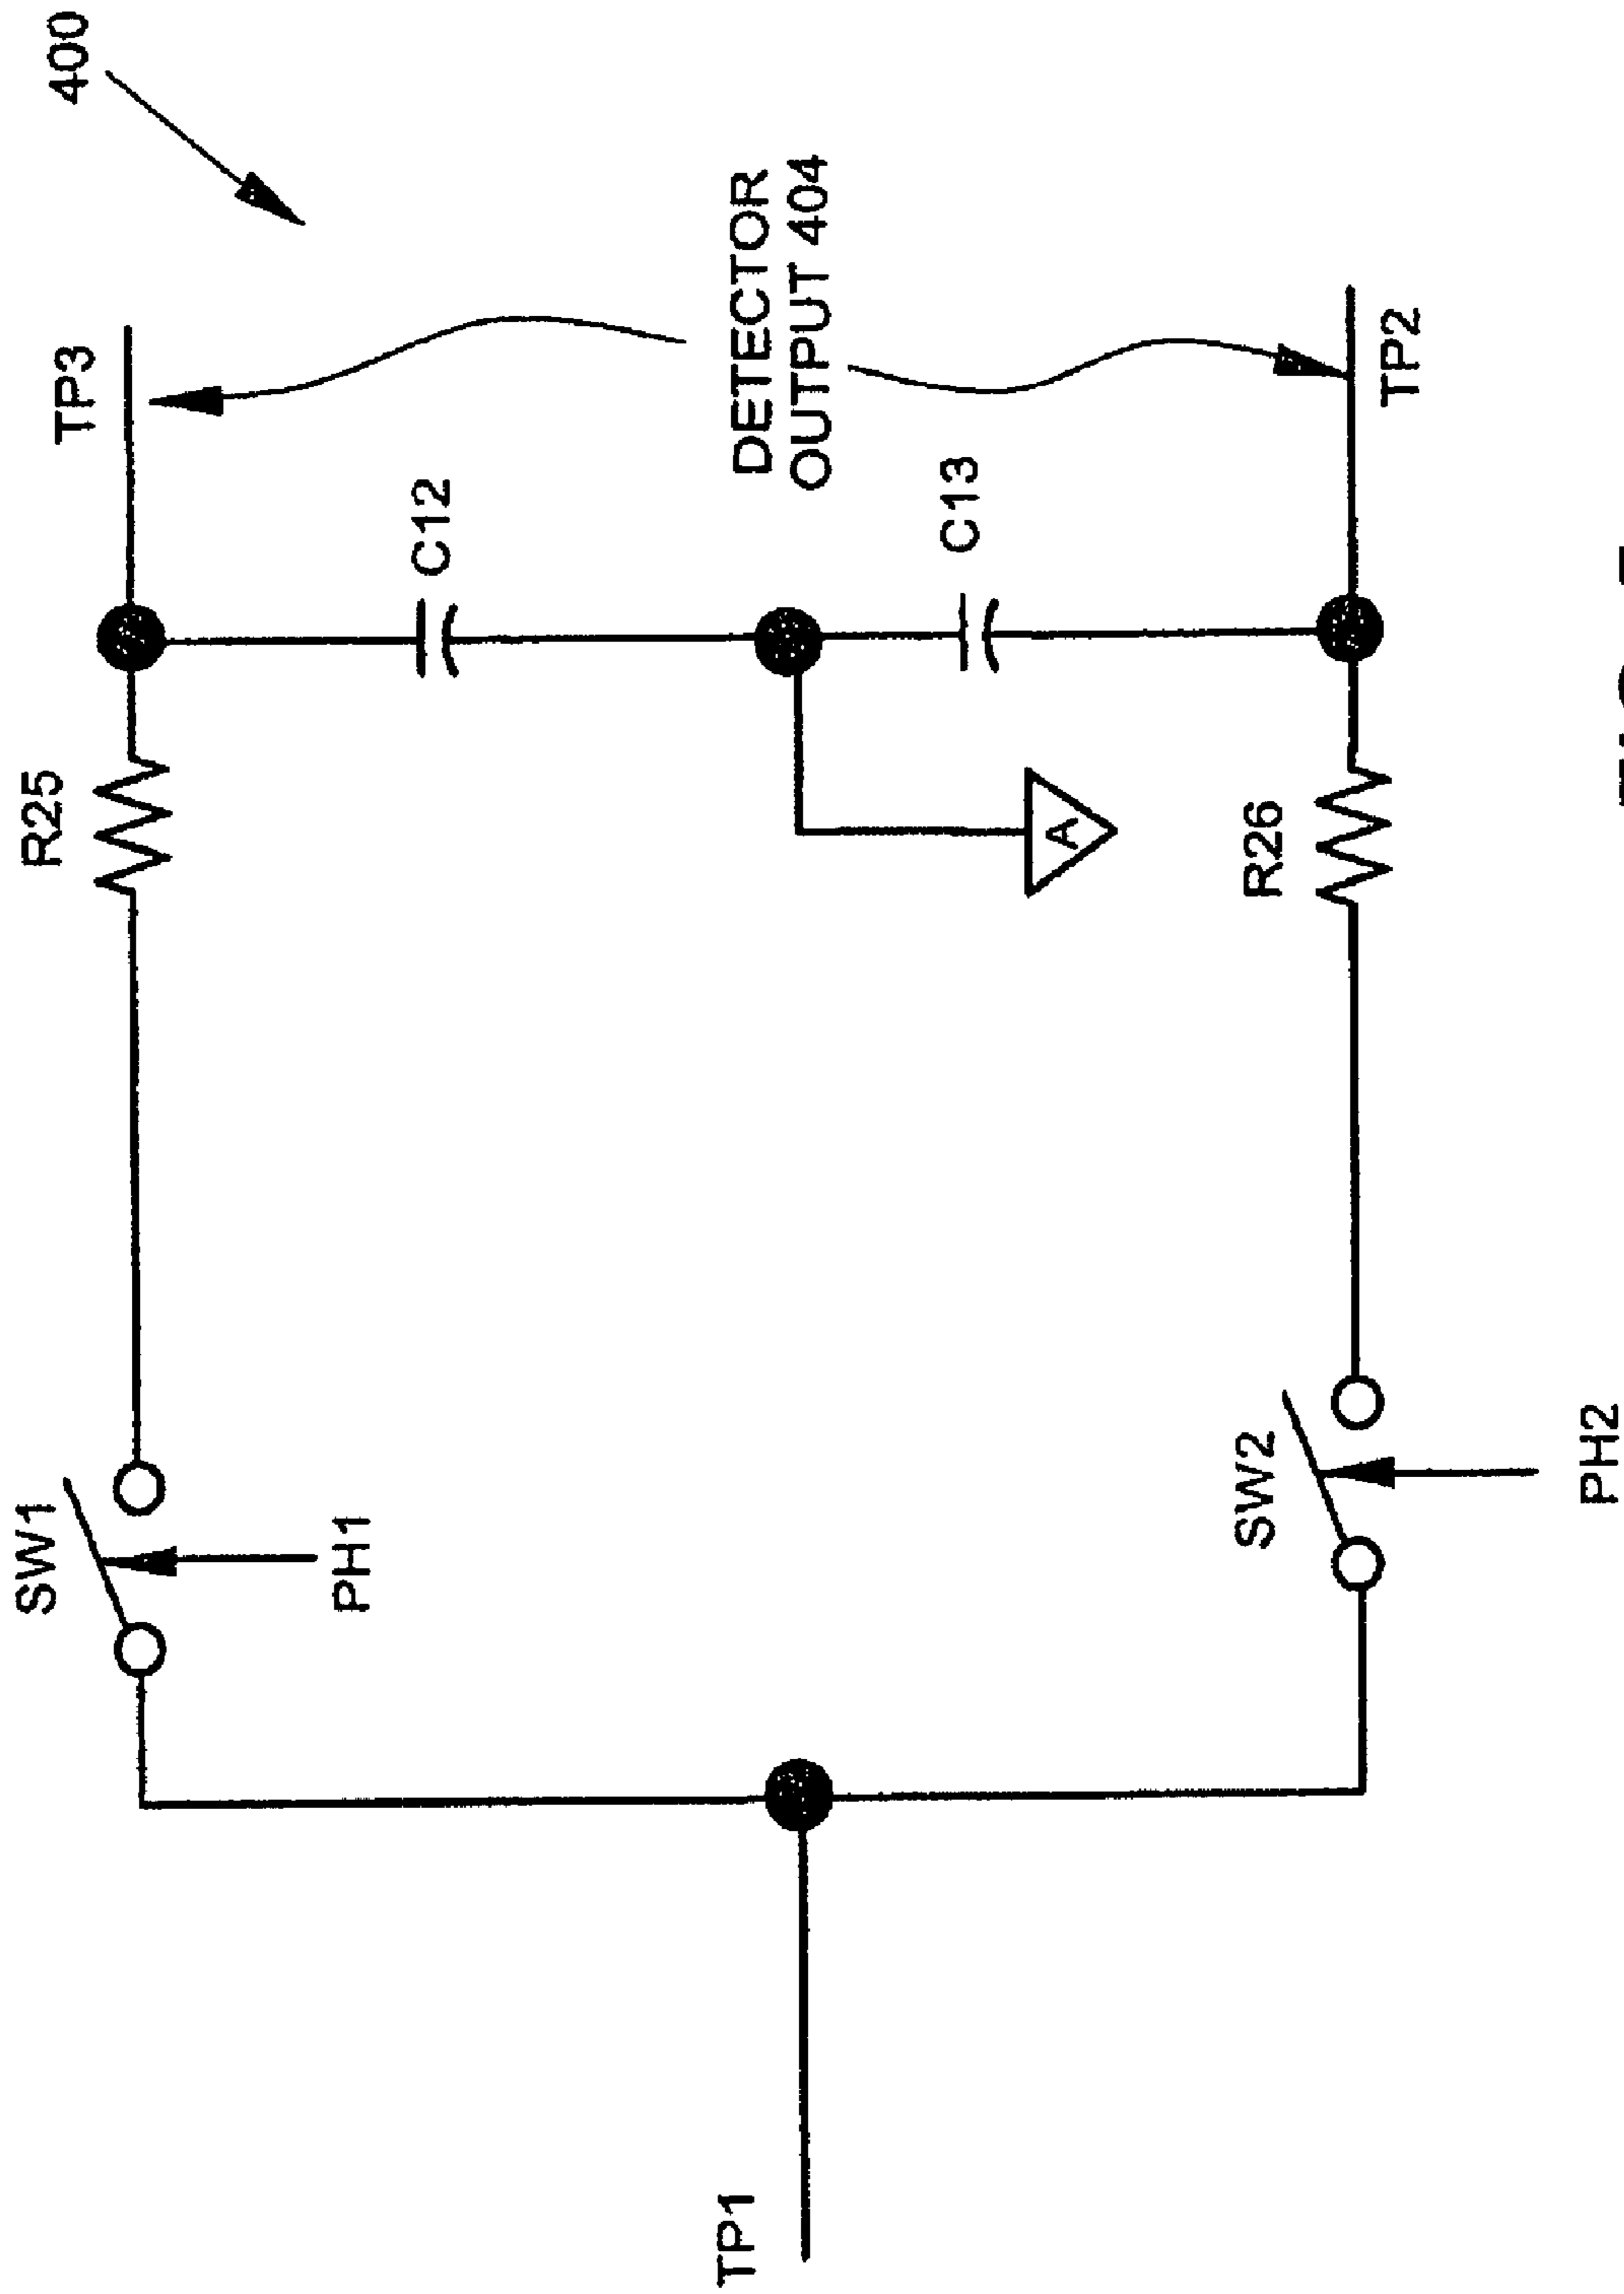 400
SW1
R25
TP3
PH1
C12
DETECTOR
OUTPUT 404
TP1
A
C13
SW2
R26
TP2
PH2